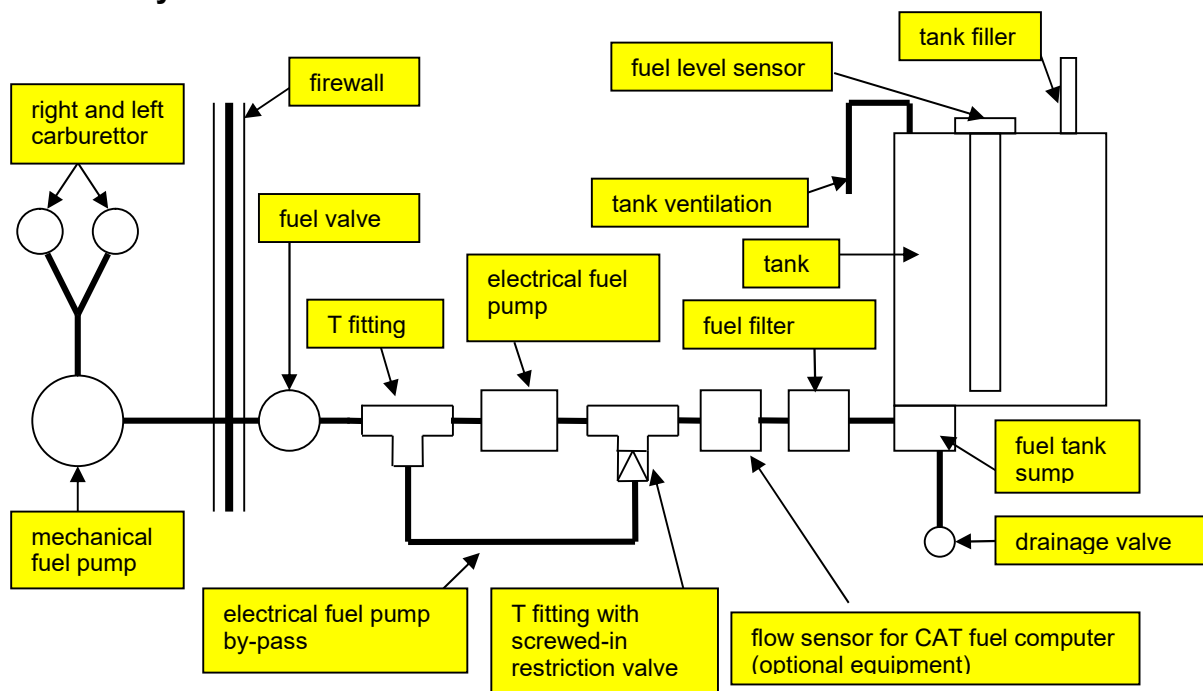 tank filler
fuel level sensor
firewall
right and left
carburettor
tank ventilation
fuel valve
tank
electrical fuel
pump
fuel filter
T fitting
fuel tank
sump
mechanical
fuel pump
drainage valve
electrical fuel pump
by-pass
T fitting with
screwed-in
restriction valve
flow sensor for CAT fuel computer
(optional equipment)